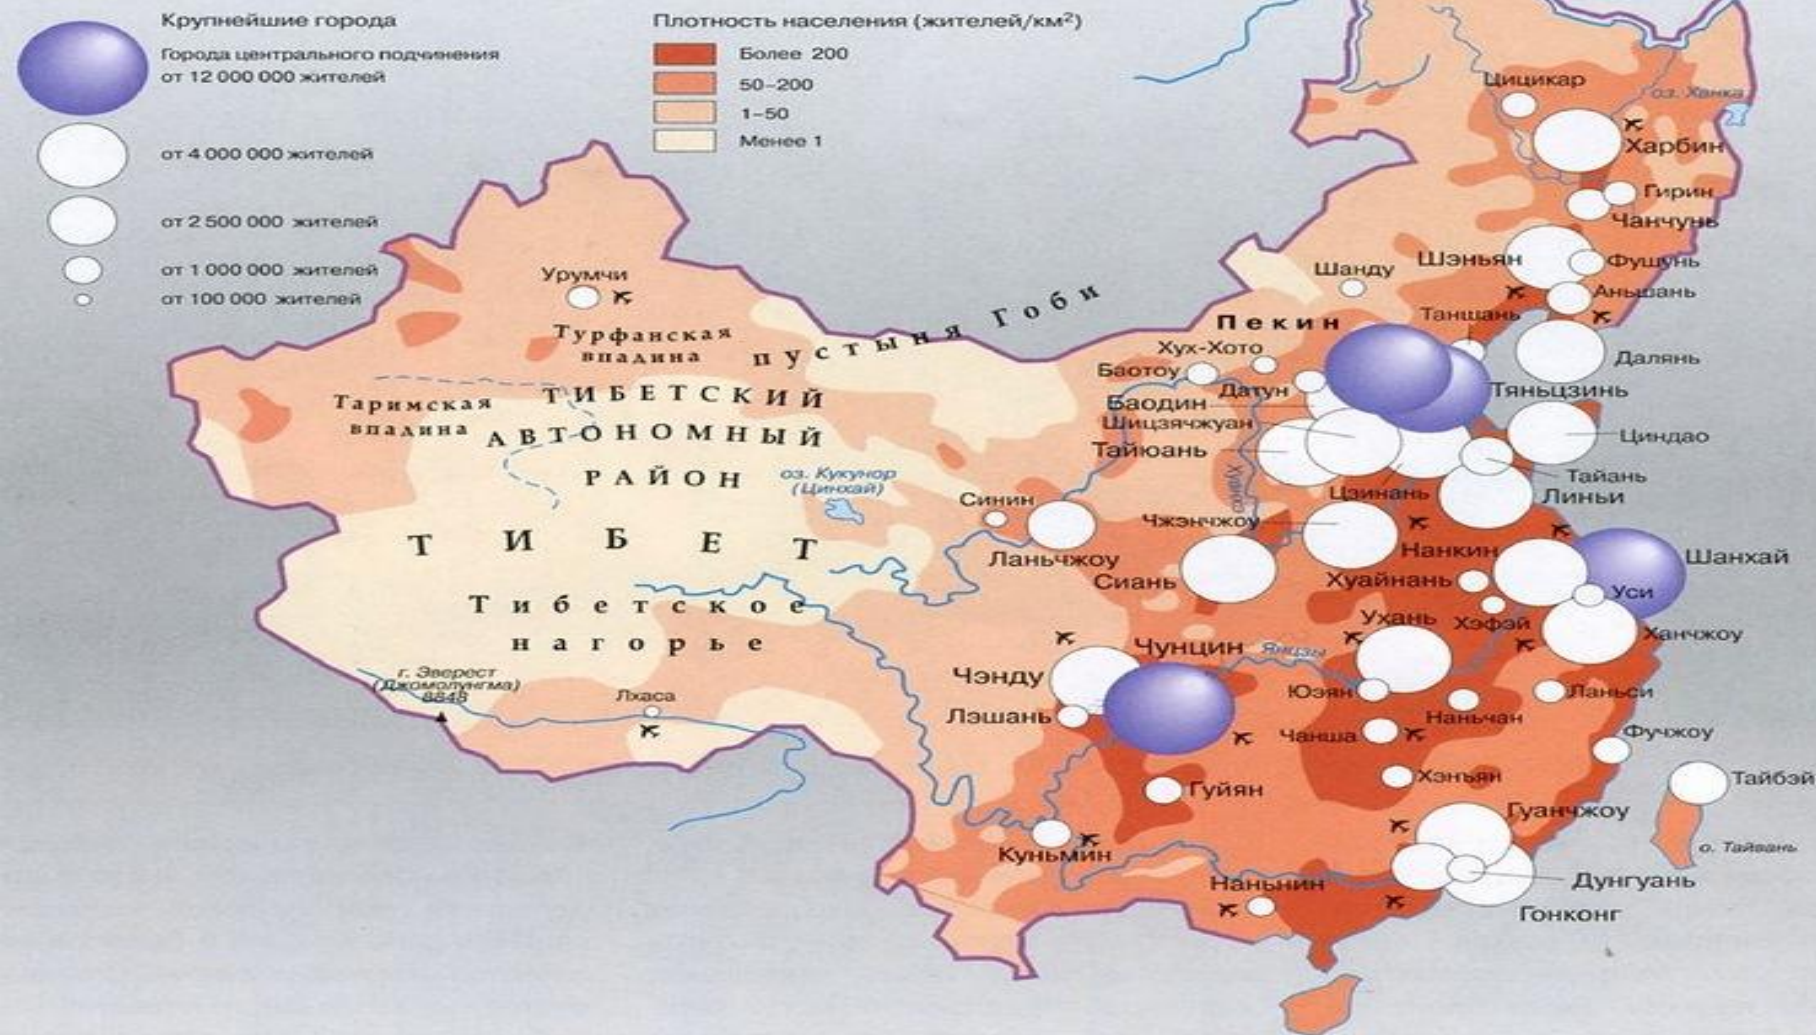 Крупнейшие города
Города центрального подчинения
от 12 000 000 жителей
от 4 000 000 жителей
от 2 500 000 жителей
от 1 000 000 жителей
от 100 000 жителей
Плотность населения (жителей/км²)
Более 200
50–200
1–50
Менее 1
Цицикар
оз. Ханка
Харбин
Гирин
Чанчунь
Шэньян
Фушунь
Аньшань
Шанду
Таншань
Далянь
Пекин
Хух-Хото
Баотоу
Датун
Тяньцзинь
Баодин
Шицзячжуан
Тайюань
Циндао
Тайань
Линьи
Цзинань
Хуанхэ
Урумчи
Турфанская
впадина
пустыня Гоби
Таримская
впадина
ТИБЕТСКИЙ
АВТОНОМНЫЙ
РАЙОН
оз. Кукунор
(Цинхай)
Синин
Ланьчжоу
Чжэнчжоу
Сиань
Нанкин
Хуайнань
Шанхай
Уси
Ухань
Хэфэй
Ханчжоу
ТИБЕТ
Тибетское
нагорье
г. Эверест
(Джомолунгма)
8848
Лхаса
Чунцин
Янцзы
Чэнду
Лэшань
Юэян
Наньчан
Ланьси
Чанша
Фучжоу
Хэнъян
Гуйян
Тайбэй
Гуанчжоу
о. Тайвань
Куньмин
Наньнин
Дунгуань
Гонконг